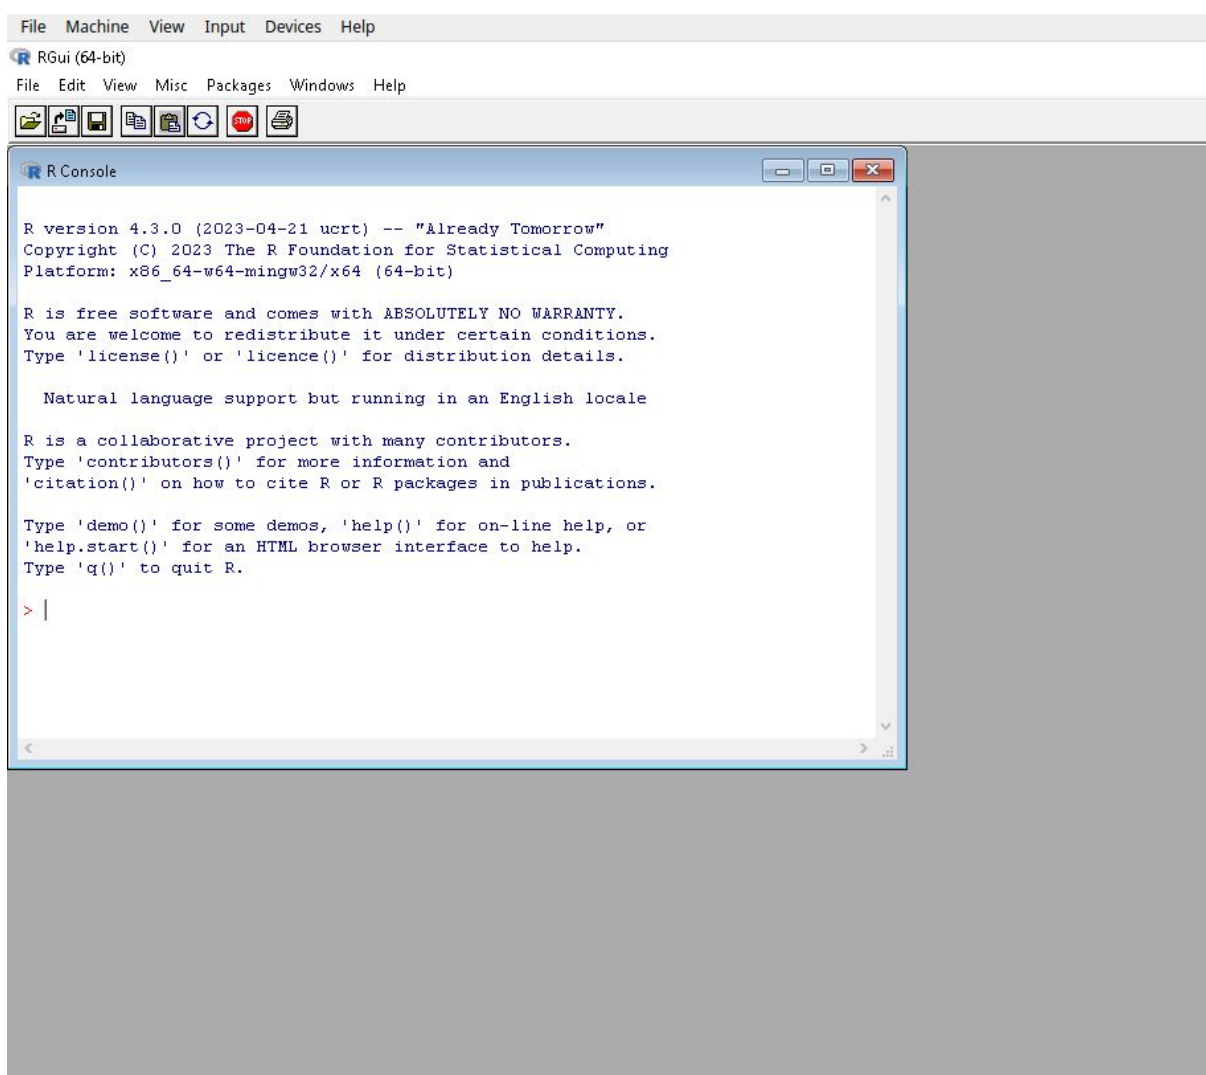 File Machine View Input Devices Help
RGui (64-bit)
File Edit View Misc Packages Windows Help
STOP
R Console
R version 4.3.0 (2023-04-21 ucrt) -- "Already Tomorrow"
Copyright (C) 2023 The R Foundation for Statistical Computing
Platform: x86_64-w64-mingw32/x64 (64-bit)
R is free software and comes with ABSOLUTELY NO WARRANTY.
You are welcome to redistribute it under certain conditions.
Type 'license()' or 'licence()' for distribution details.
Natural language support but running in an English locale
R is a collaborative project with many contributors.
Type 'contributors()' for more information and
'citation()' on how to cite R or R packages in publications.
Type 'demo()' for some demos, 'help()' for on-line help, or
'help.start()' for an HTML browser interface to help.
Type 'q()' to quit R.
>